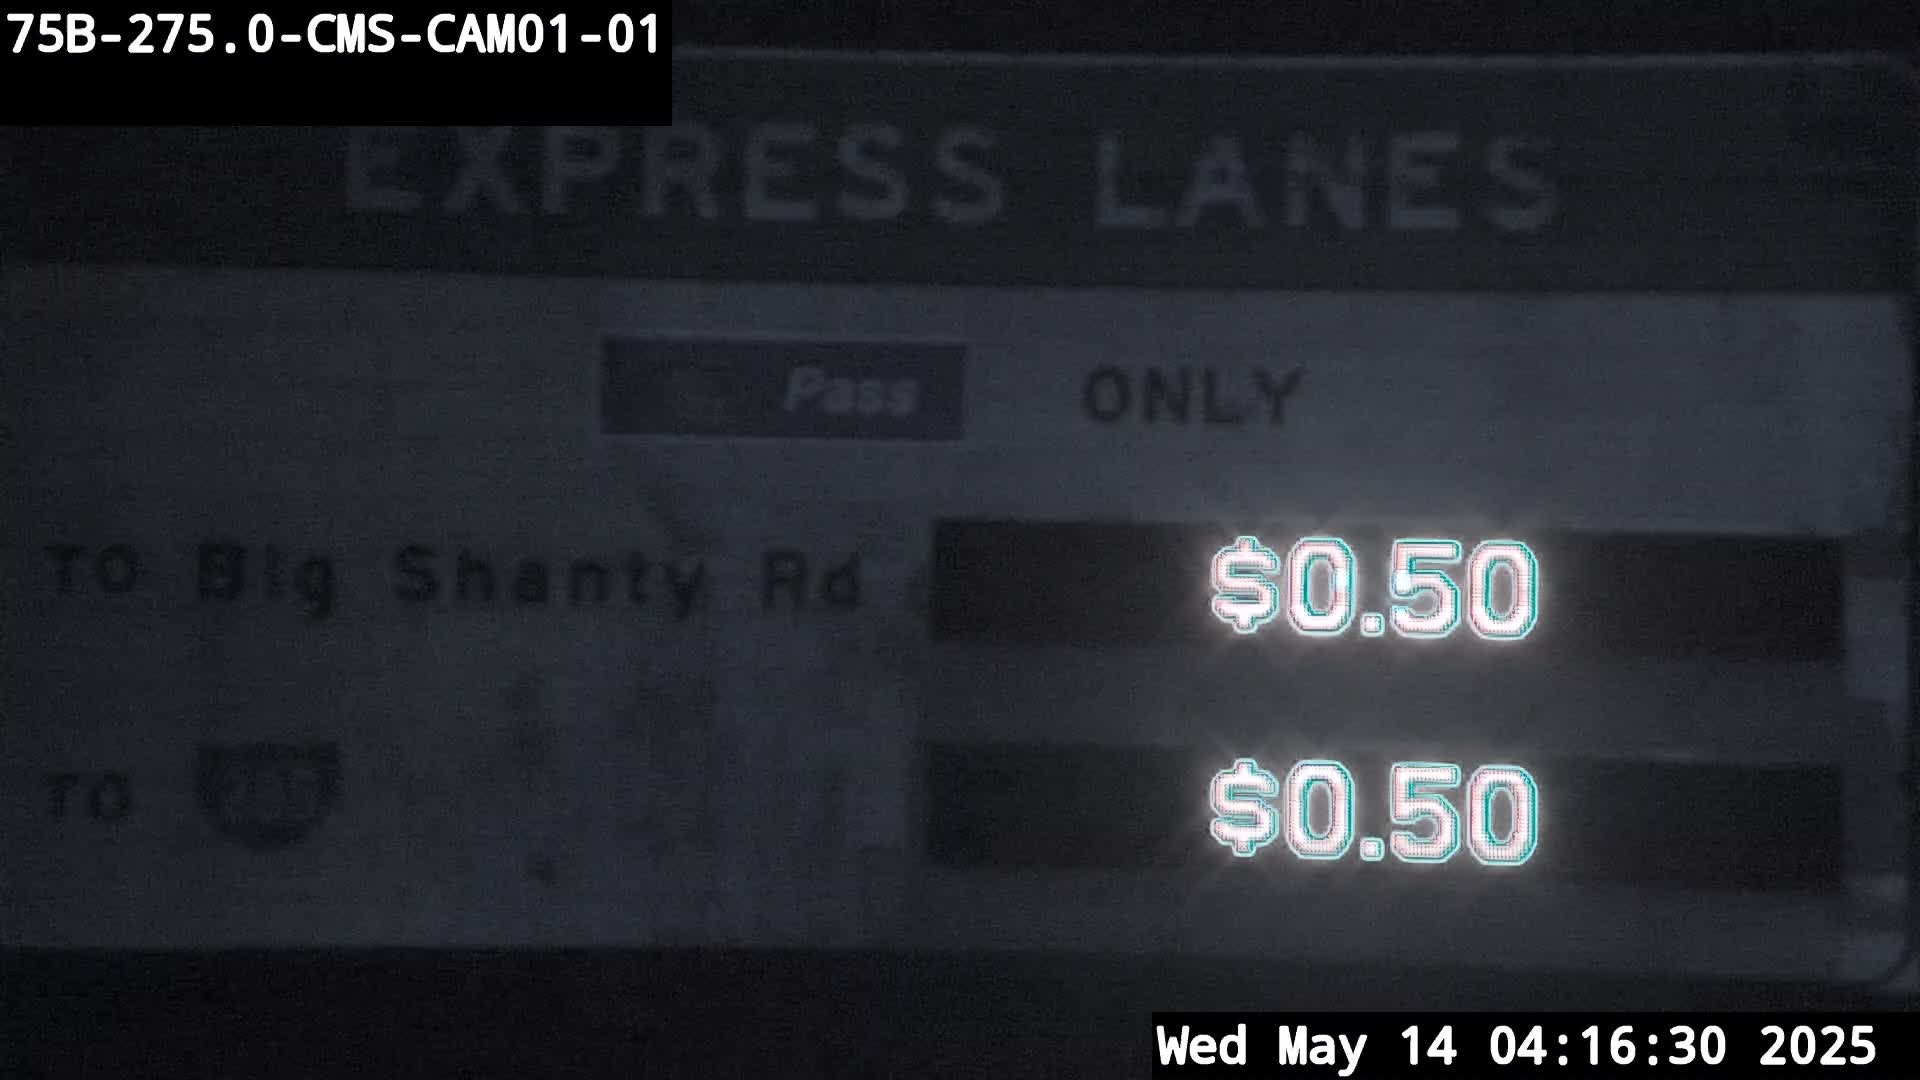 75B-275.0-CMS-CAM01-01
EXPRESS LANES
Pass ONLY
TO Big Shanty Rd $0.50
TO $0.50
Wed May 14 04:16:30 2025